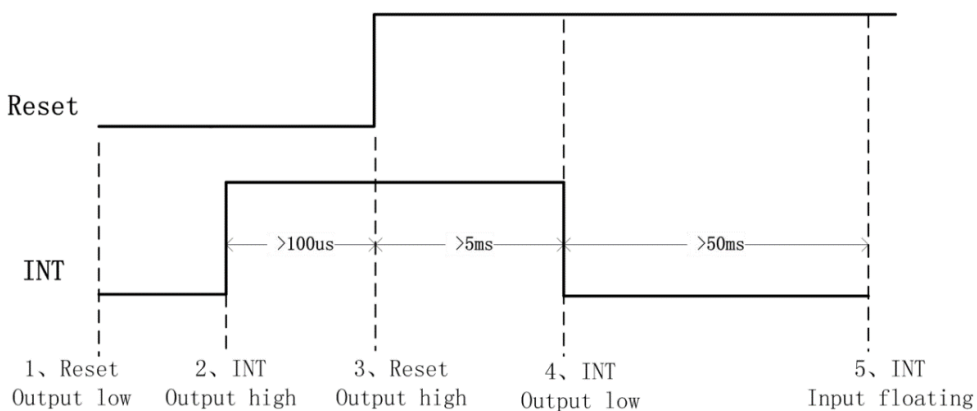 Reset
>100us
>5ms
>50ms
INT
1、Reset
Output low
2、INT
Output high
3、Reset
Output high
4、INT
Output low
5、INT
Input floating